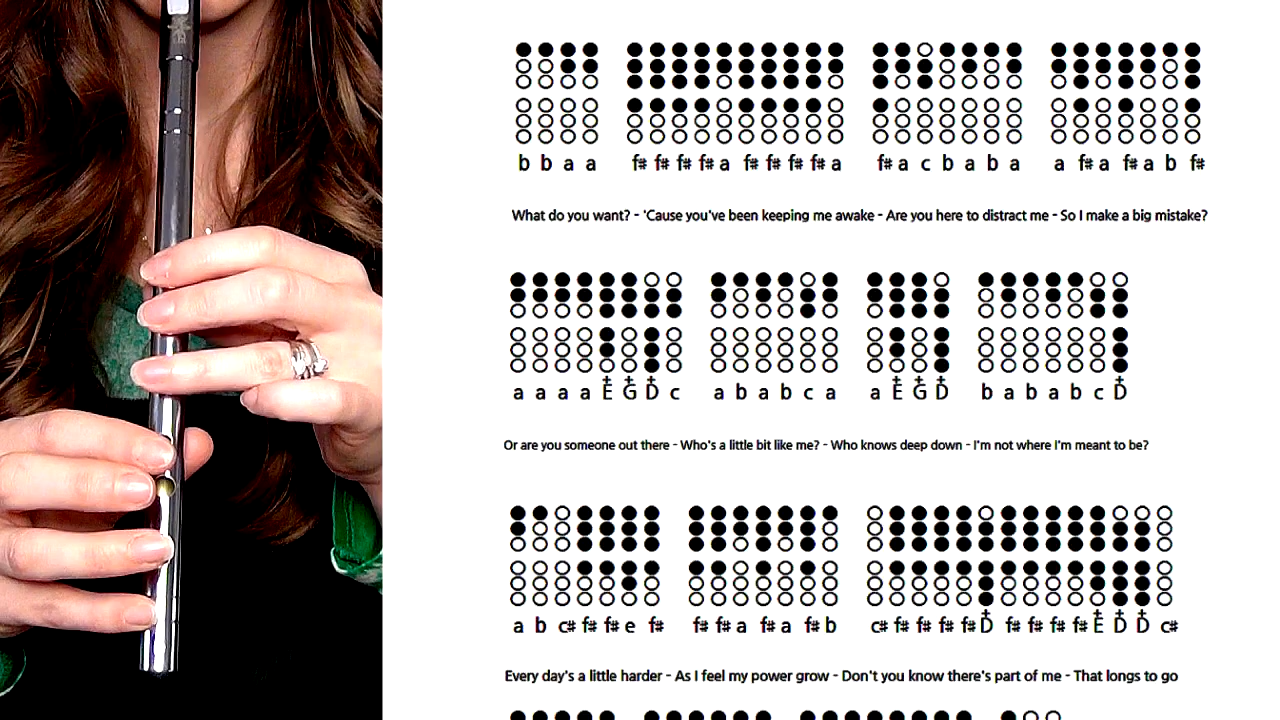 b b a a f# f# f# f# a f# f# f# f# a f# a c b a b a a f# a f# a b f#
What do you want? - 'Cause you've been keeping me awake - Are you here to distract me - So I make a big mistake?
+ + + + + + +
a a a a E G D c a b a b c a a E G D b a b a b c D
Or are you someone out there - Who's a little bit like me? - Who knows deep down - I'm not where I'm meant to be?
+ + + +
a b c# f# f# e f# f# f# a f# a f# b c# f# f# f# f# D f# f# f# f# E D D c#
Every day's a little harder - As I feel my power grow - Don't you know there's part of me - That longs to go